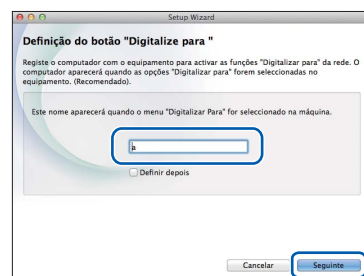 Setup Wizard
Definição do botão "Digitalize para "
Registe o computador com o equipamento para activar as funções "Digitalizar para" da rede. O
computador aparecerá quando as opções "Digitalizar para" forem seleccionadas no
equipamento. (Recomendado).
Este nome aparecerá quando o menu "Digitalizar Para" for seleccionado na máquina.
a
Definir depois
Cancelar
Seguinte